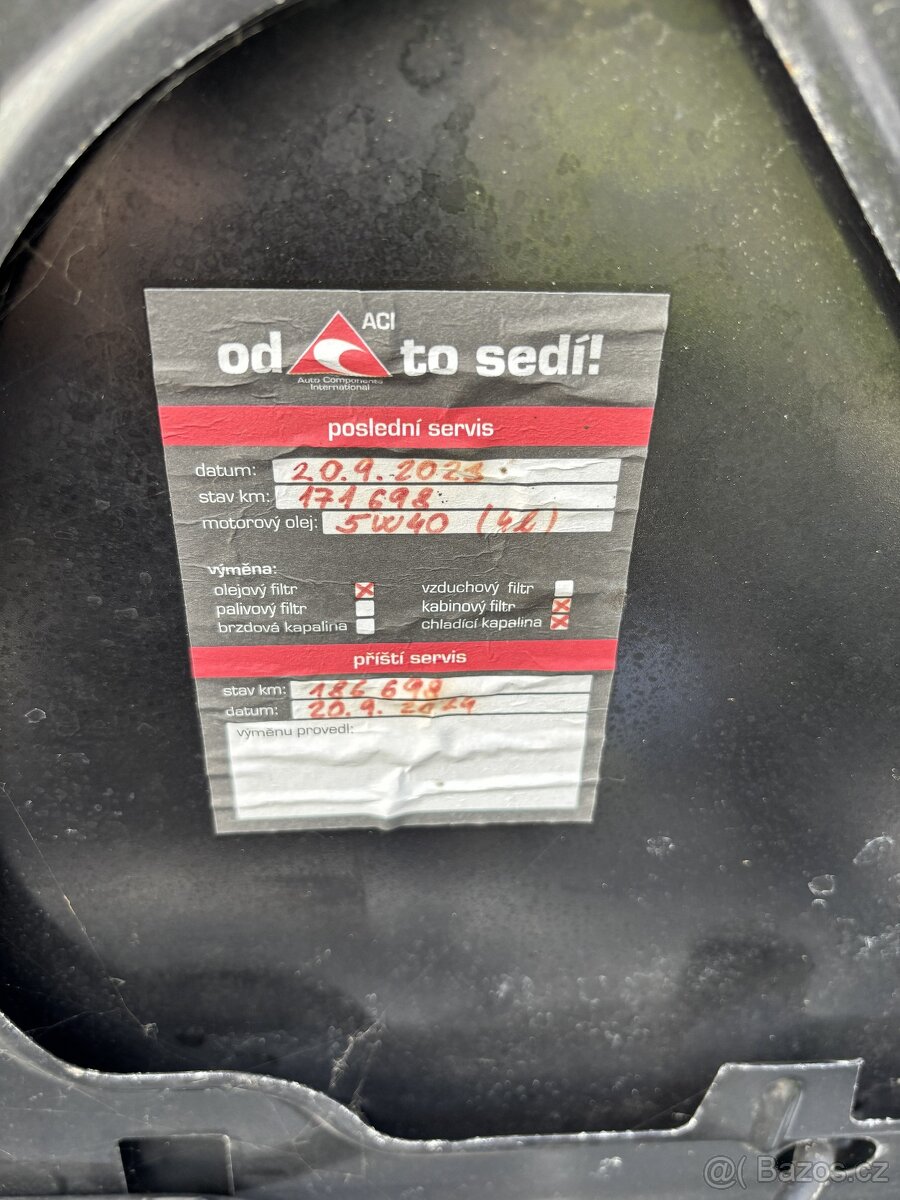 ACI
od to sedí!
Auto Components
International
poslední servis
datum: 20.9.2023
stav km: 171 698
motorový olej: 5W40 (4l)
výměna:
olejový filtr vzduchový filtr
palivový filtr kabinový filtr
brzdová kapalina chladící kapalina
příští servis
stav km: 186 698
datum: 20.9.2024
výměnu provedl:
@( Bazos.cz